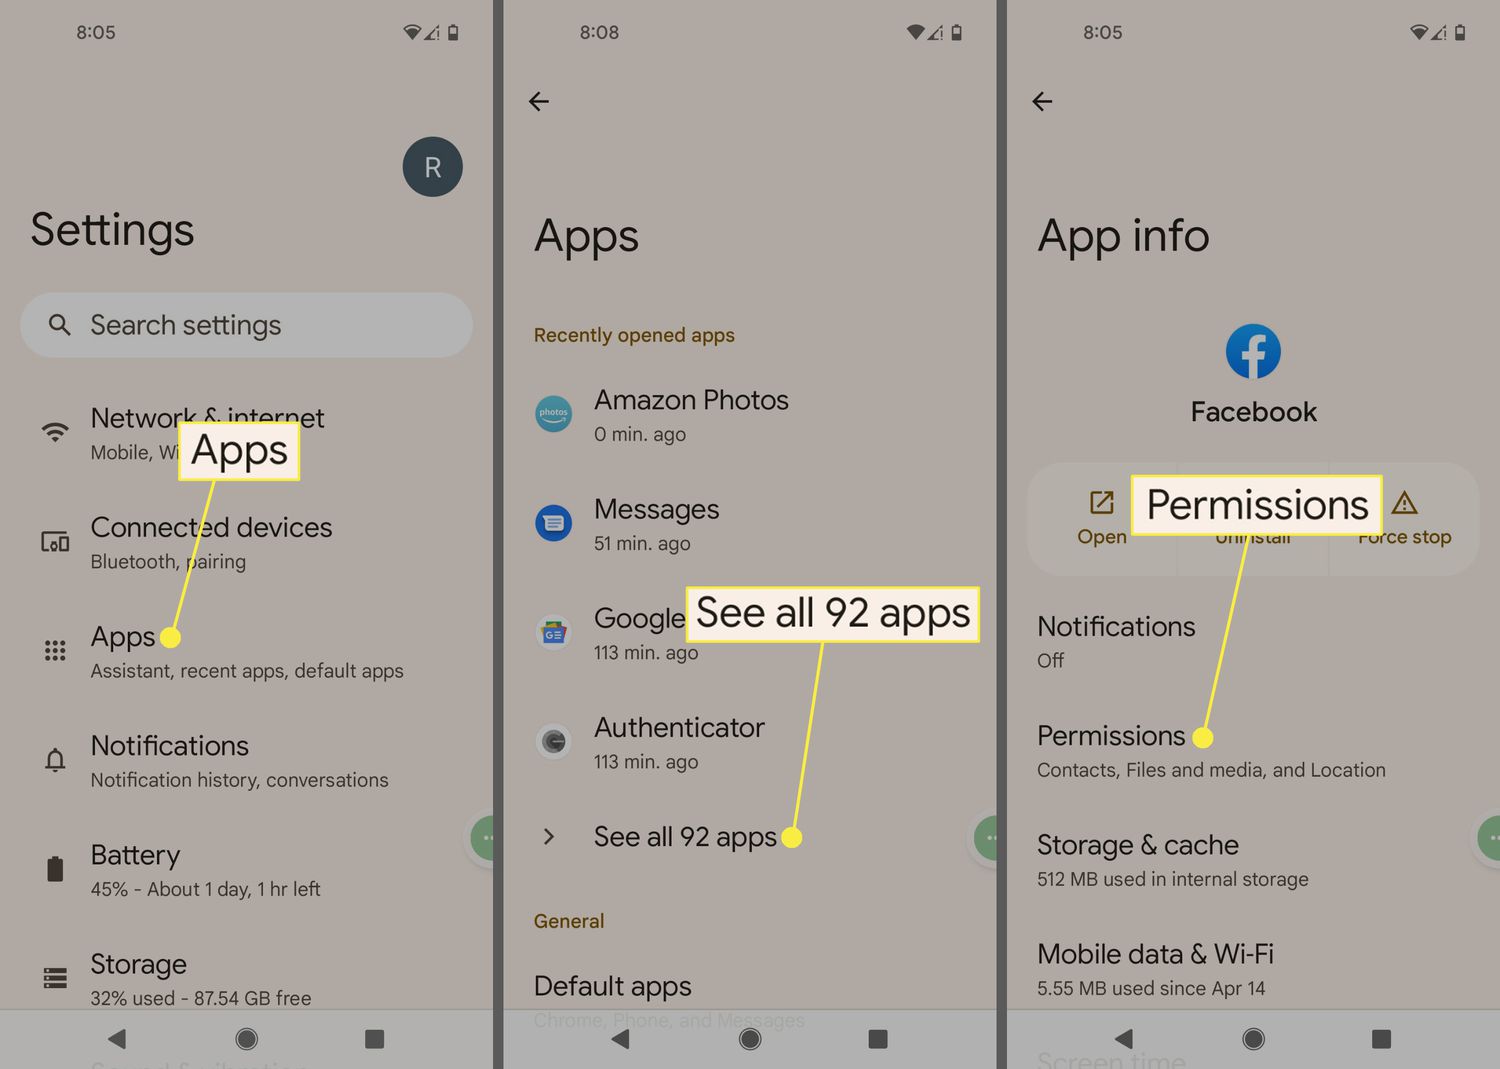 8:05
R
Settings
Search settings
Network & internet
Mobile, Wi
Apps
Connected devices
Bluetooth, pairing
Apps
Assistant, recent apps, default apps
Notifications
Notification history, conversations
Battery
45% - About 1 day, 1 hr left
Storage
32% used - 87.54 GB free
8:08
Apps
Recently opened apps
photos
Amazon Photos
0 min. ago
Messages
51 min. ago
GE
Google
See all 92 apps
113 min. ago
Authenticator
113 min. ago
See all 92 apps
General
Default apps
Chrome, Phone, and Messages
8:05
App info
Facebook
Permissions
Open
Uninstall
Force stop
Notifications
Off
Permissions
Contacts, Files and media, and Location
Storage & cache
512 MB used in internal storage
Mobile data & Wi-Fi
5.55 MB used since Apr 14
Screen time